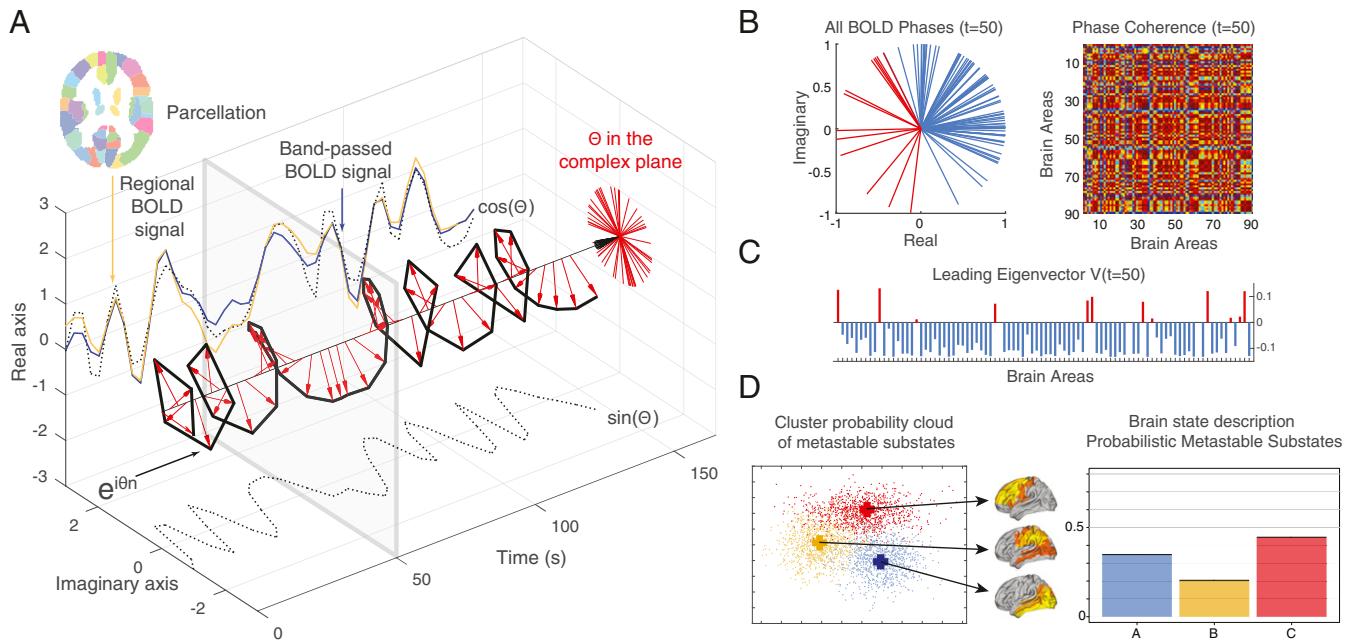 A
Parcellation
Regional
BOLD
signal
Band-passed
BOLD signal
Θ in the
complex plane
cos(Θ)
sin(Θ)
e^iθn
Real axis
3
2
1
0
-1
-2
-3
Imaginary axis
2
0
-2
Time (s)
0
50
100
150
B
All BOLD Phases (t=50)
Imaginary
1
0.5
0
-0.5
-1
-1
0
1
Real
Phase Coherence (t=50)
Brain Areas
10
30
50
70
90
10
30
50
70
90
Brain Areas
C
Leading Eigenvector V(t=50)
0.1
0
-0.1
Brain Areas
D
Cluster probability cloud
of metastable substates
Brain state description
Probabilistic Metastable Substates
0.5
0
A
B
C